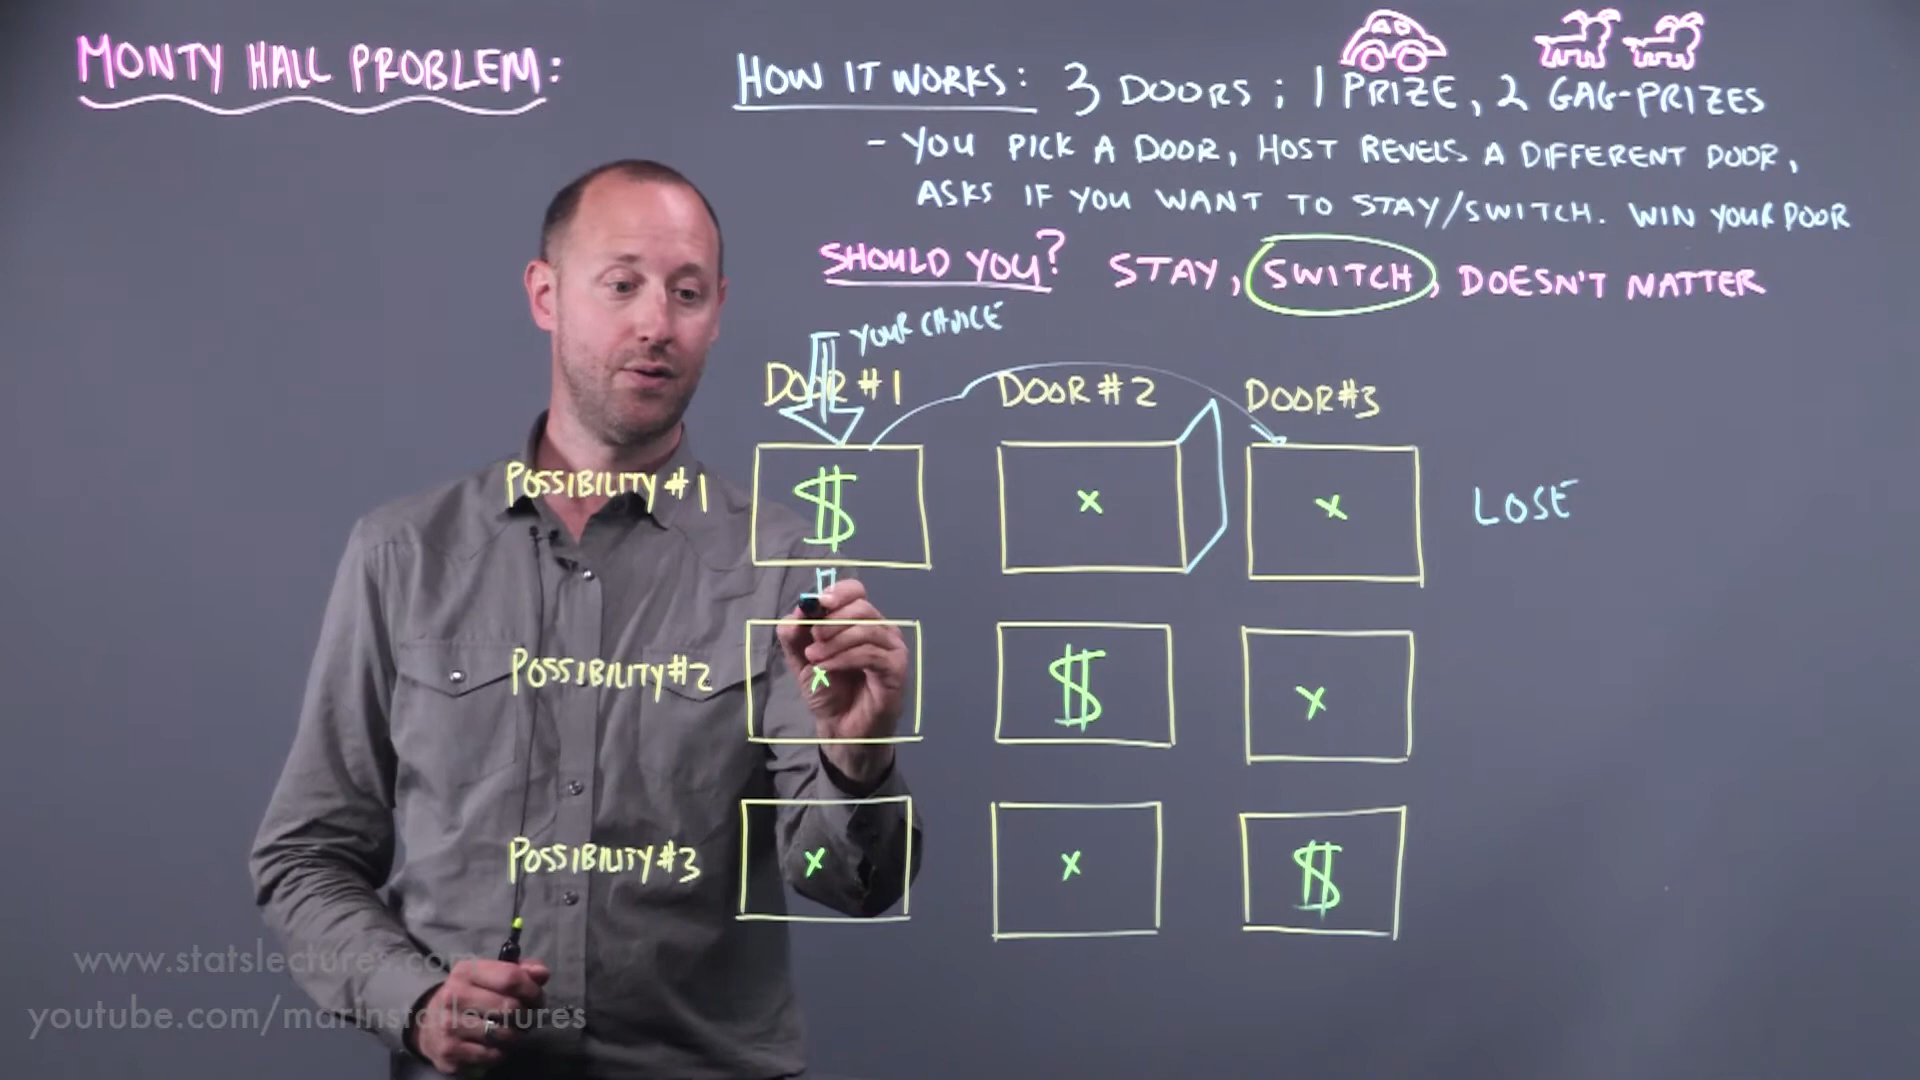 MONTY HALL PROBLEM:
HOW IT WORKS: 3 DOORS; 1 PRIZE, 2 GAG-PRIZES
- YOU PICK A DOOR, HOST REVELS A DIFFERENT DOOR,
ASKS IF YOU WANT TO STAY/SWITCH. WIN YOUR DOOR
SHOULD YOU? STAY, SWITCH, DOESN'T MATTER
YOUR CHOICE
DOOR #1 DOOR #2 DOOR #3
POSSIBILITY #1 $ x x LOSE
POSSIBILITY #2 x $ x
POSSIBILITY #3 x x $
www.statslectures.com
youtube.com/marinstatlectures